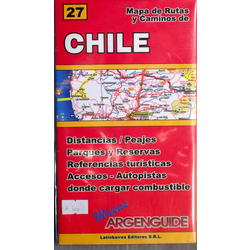 27
Mapa de Rutas
y Caminos de
CHILE
Distancias / Peajes
Parques y Reservas
Referencias turísticas
Accesos - Autopistas
donde cargar combustible
Mapas
ARGENGUIDE
Latinbaires Editores S.R.L.